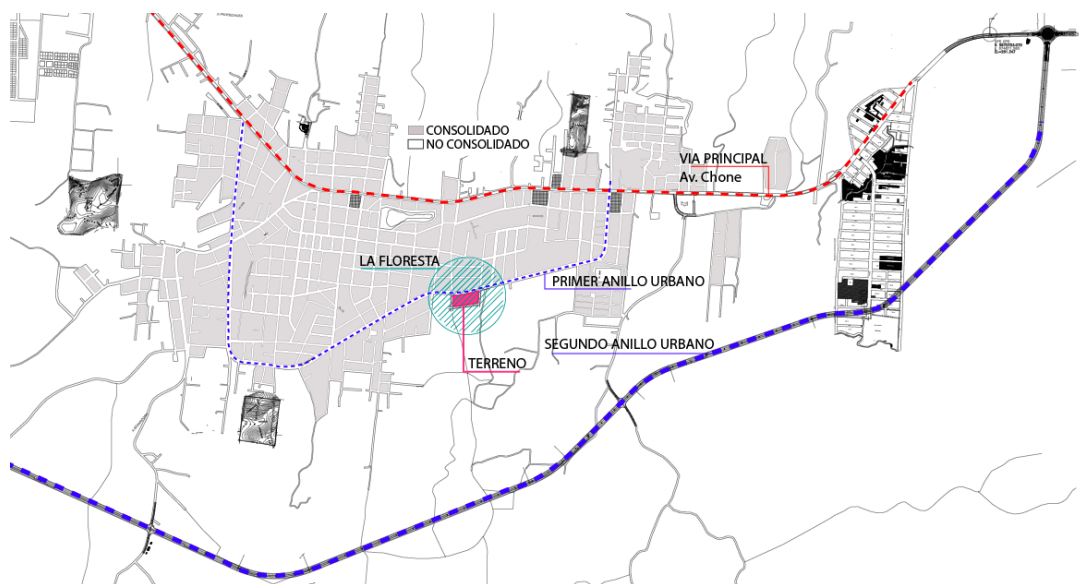 CONSOLIDADO
NO CONSOLIDADO
VIA PRINCIPAL
Av. Chone
LA FLORESTA
PRIMER ANILLO URBANO
SEGUNDO ANILLO URBANO
TERRENO